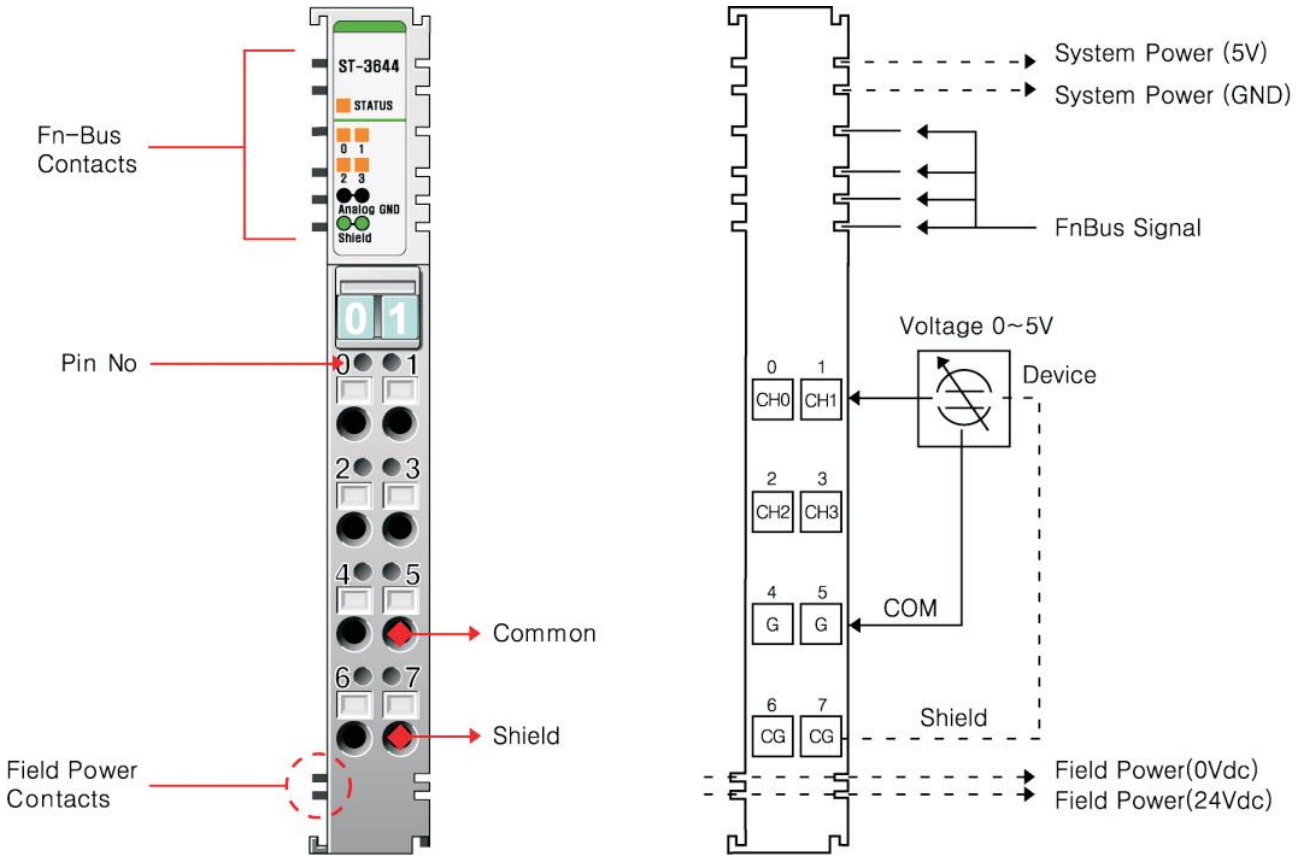 ST-3644
STATUS
0 1
2 3
Analog GND
Shield
Fn-Bus
Contacts
01
Pin No
0 1
2 3
4 5
Common
6 7
Shield
Field Power
Contacts
System Power (5V)
System Power (GND)
FnBus Signal
Voltage 0~5V
Device
0 1
CH0 CH1
2 3
CH2 CH3
4 5
G G
COM
6 7
CG CG
Shield
Field Power(0Vdc)
Field Power(24Vdc)